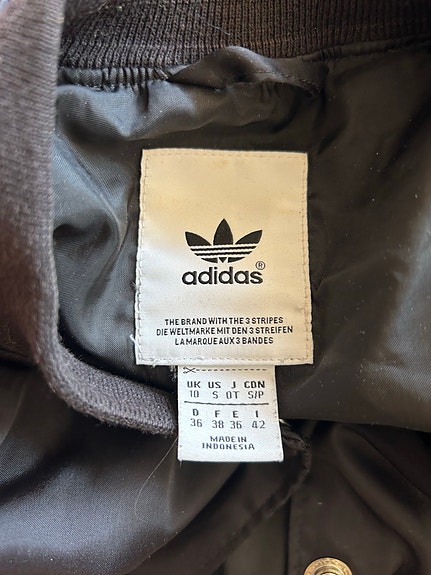 adidas®
THE BRAND WITH THE 3 STRIPES
DIE WELTMARKE MIT DEN 3 STREIFEN
LA MARQUE AUX 3 BANDES
UK US J CDN
10 S OT S/P
D F E I
36 38 36 42
MADE IN
INDONESIA